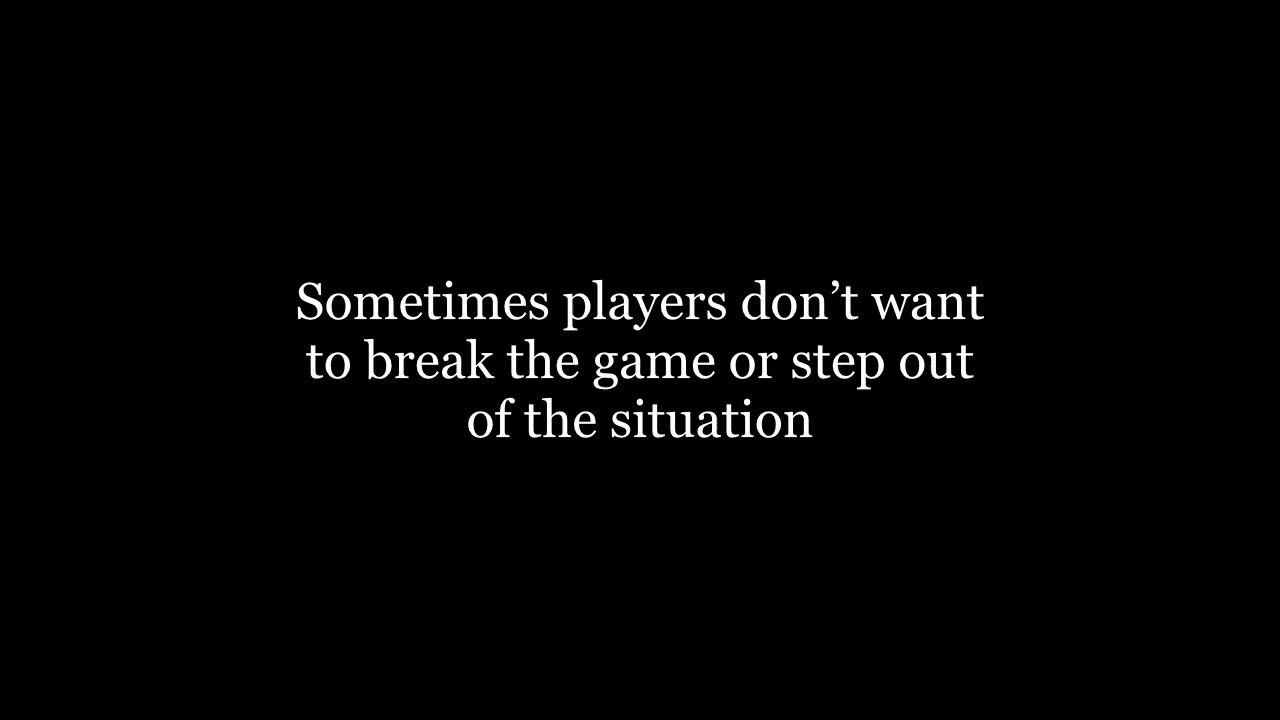 Sometimes players don’t want
to break the game or step out
of the situation